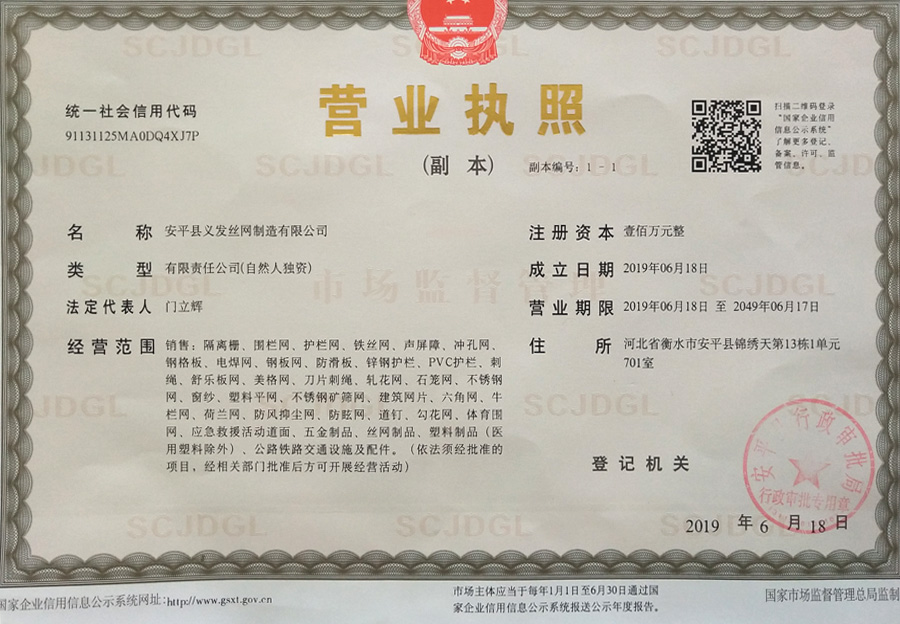 营业执照
(副 本) 副本编号：1 - 1
统一社会信用代码
91131125MA0DQ4XJ7P
扫描二维码登录
“国家企业信用
信息公示系统”
了解更多登记、
备案、许可、监
管信息。
名 称 安平县义发丝网制造有限公司
类 型 有限责任公司(自然人独资)
法定代表人 门立辉
经营范围 销售：隔离栅、围栏网、护栏网、铁丝网、声屏障、冲孔网、
钢格板、电焊网、钢板网、防滑板、锌钢护栏、PVC护栏、刺
绳、舒乐板网、美格网、刀片刺绳、轧花网、石笼网、不锈钢
网、窗纱、塑料平网、不锈钢矿筛网、建筑网片、六角网、牛
栏网、荷兰网、防风抑尘网、防眩网、道钉、勾花网、体育围
网、应急救援活动道面、五金制品、丝网制品、塑料制品（医
用塑料除外）、公路铁路交通设施及配件。（依法须经批准的
项目，经相关部门批准后方可开展经营活动）
注册资本 壹佰万元整
成立日期 2019年06月18日
营业期限 2019年06月18日 至 2049年06月17日
住 所 河北省衡水市安平县锦绣天第13栋1单元
701室
登记机关
安平县行政审批局
行政审批专用章
2019 年 6 月 18 日
SCJDGL
市场监督管理
国家企业信用信息公示系统网址：http://www.gsxt.gov.cn
市场主体应当于每年1月1日至6月30日通过国
家企业信用信息公示系统报送公示年度报告。
国家市场监督管理总局监制